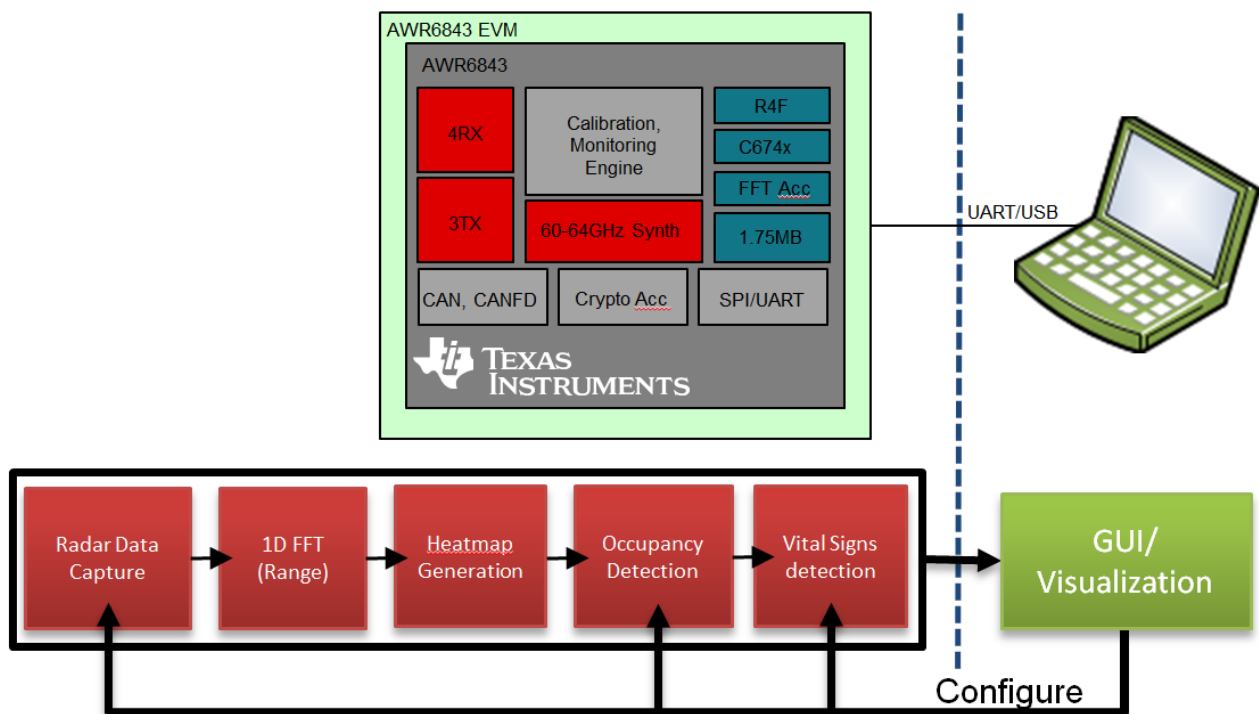 AWR6843 EVM
AWR6843
4RX
Calibration,
Monitoring
Engine
R4F
C674x
FFT Acc
3TX
60-64GHz Synth
1.75MB
CAN, CANFD
Crypto Acc
SPI/UART
ti
TEXAS
INSTRUMENTS
UART/USB
Radar Data
Capture
1D FFT
(Range)
Heatmap
Generation
Occupancy
Detection
Vital Signs
detection
GUI/
Visualization
Configure